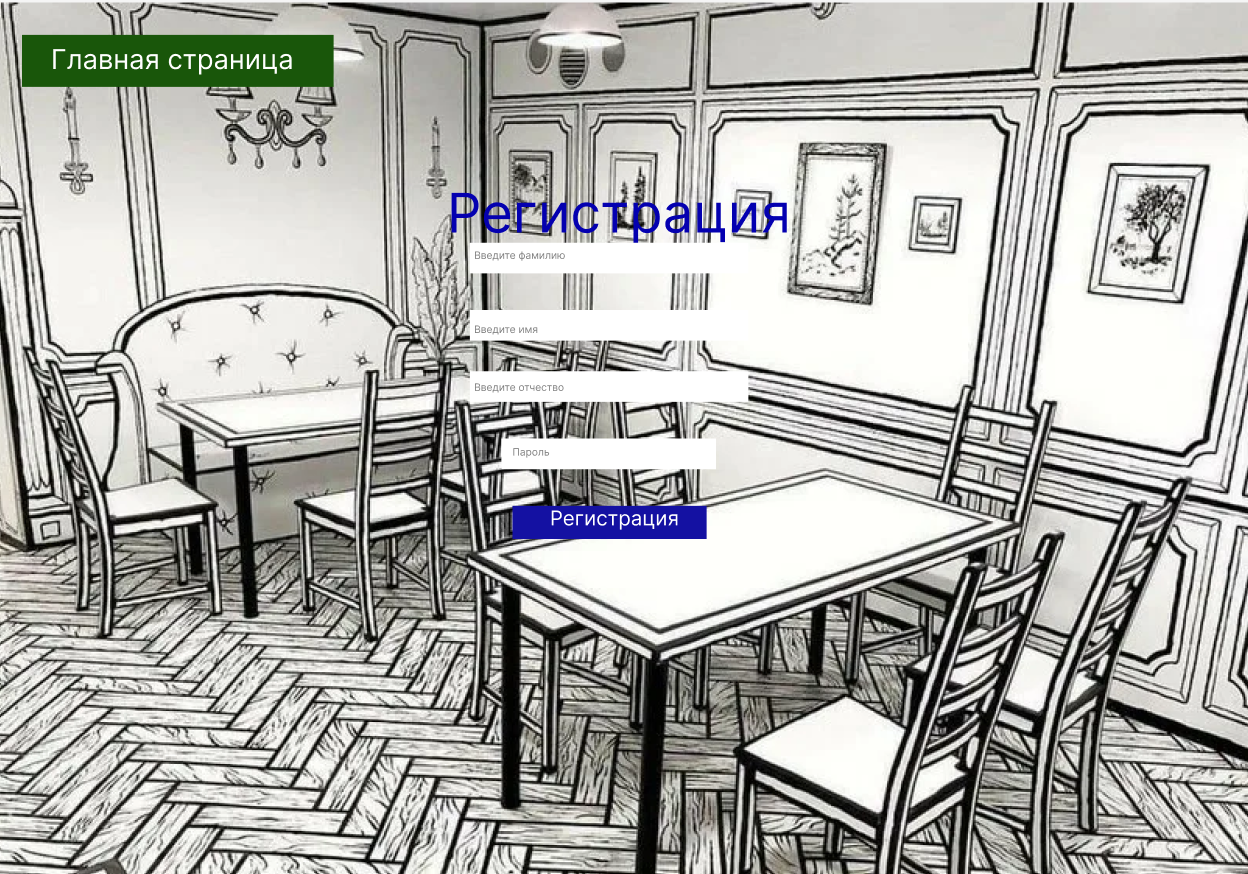 Главная страница
Регистрация
Введите фамилию
Введите имя
Введите отчество
Пароль
Регистрация